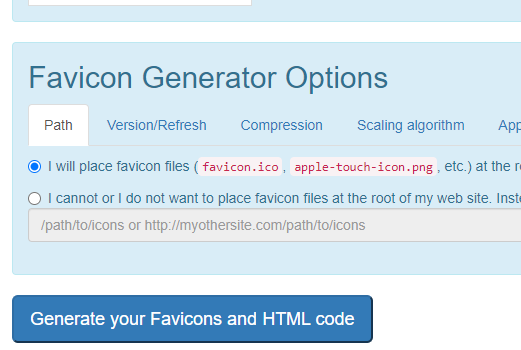 Favicon Generator Options
Path Version/Refresh Compression Scaling algorithm App
I will place favicon files ( favicon.ico , apple-touch-icon.png , etc.) at the ro
I cannot or I do not want to place favicon files at the root of my web site. Inste
/path/to/icons or http://myothersite.com/path/to/icons
Generate your Favicons and HTML code